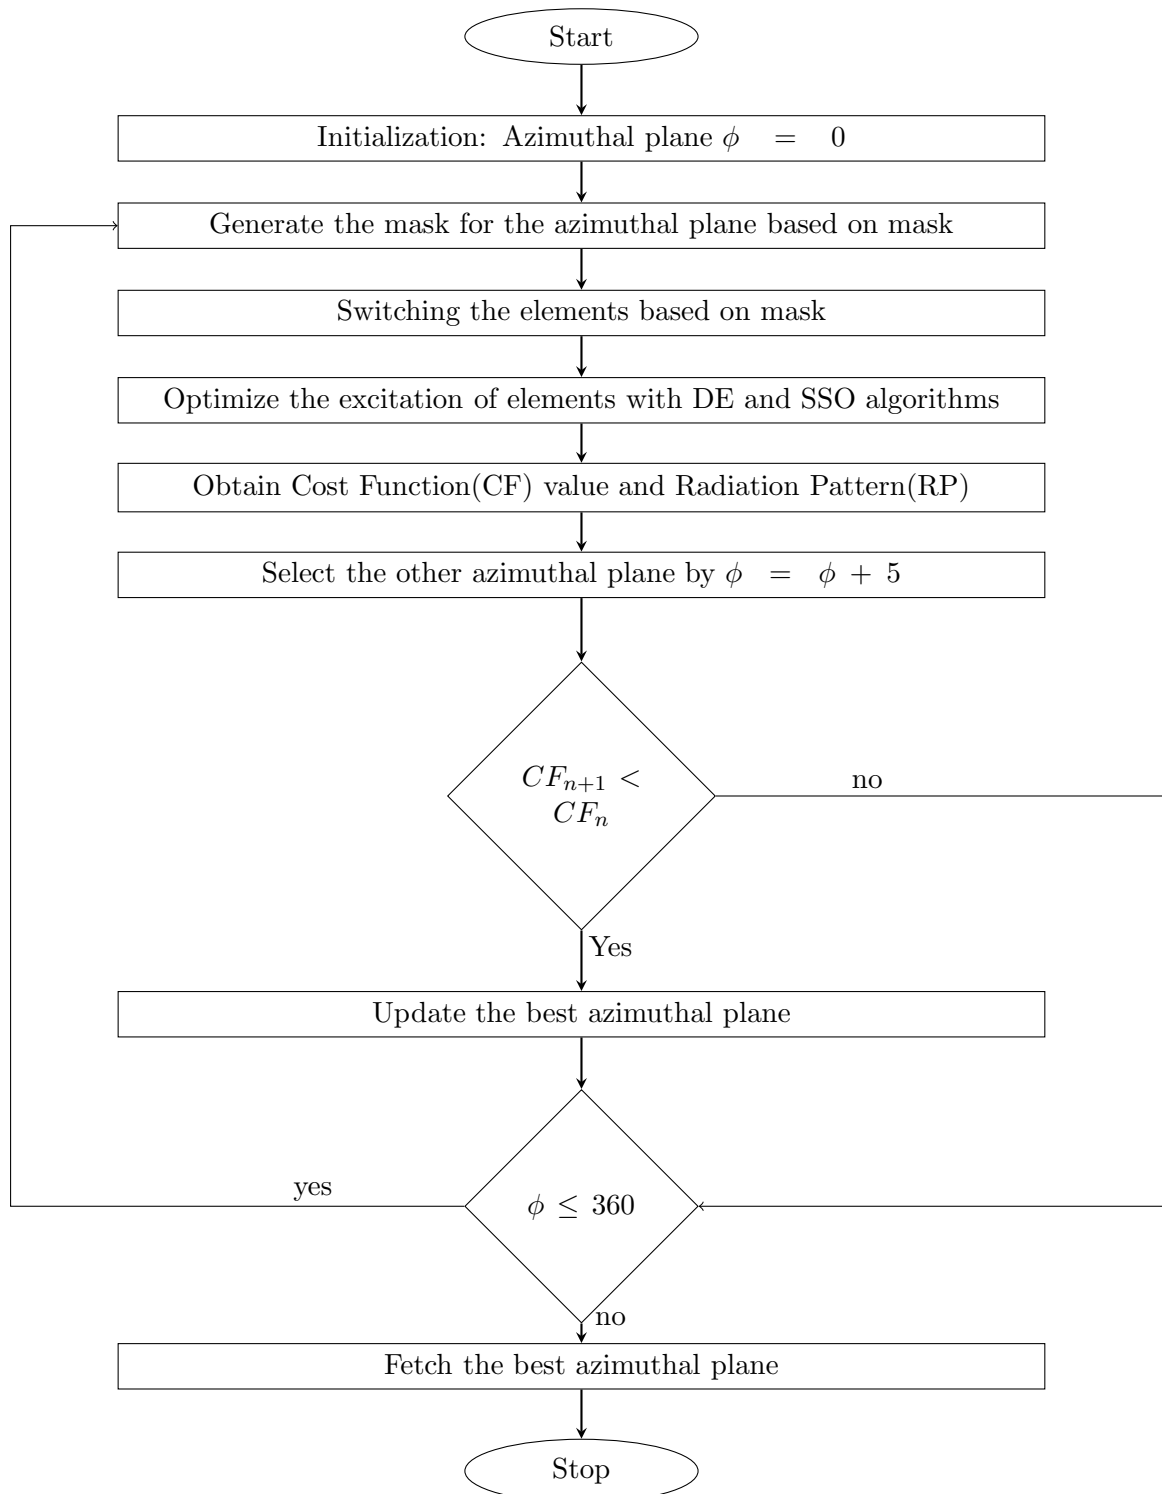 Start
Initialization: Azimuthal plane ϕ = 0
Generate the mask for the azimuthal plane based on mask
Switching the elements based on mask
Optimize the excitation of elements with DE and SSO algorithms
Obtain Cost Function(CF) value and Radiation Pattern(RP)
Select the other azimuthal plane by ϕ = ϕ + 5
CFₙ₊₁ <
CFₙ
no
Yes
Update the best azimuthal plane
yes
ϕ ≤ 360
no
Fetch the best azimuthal plane
Stop